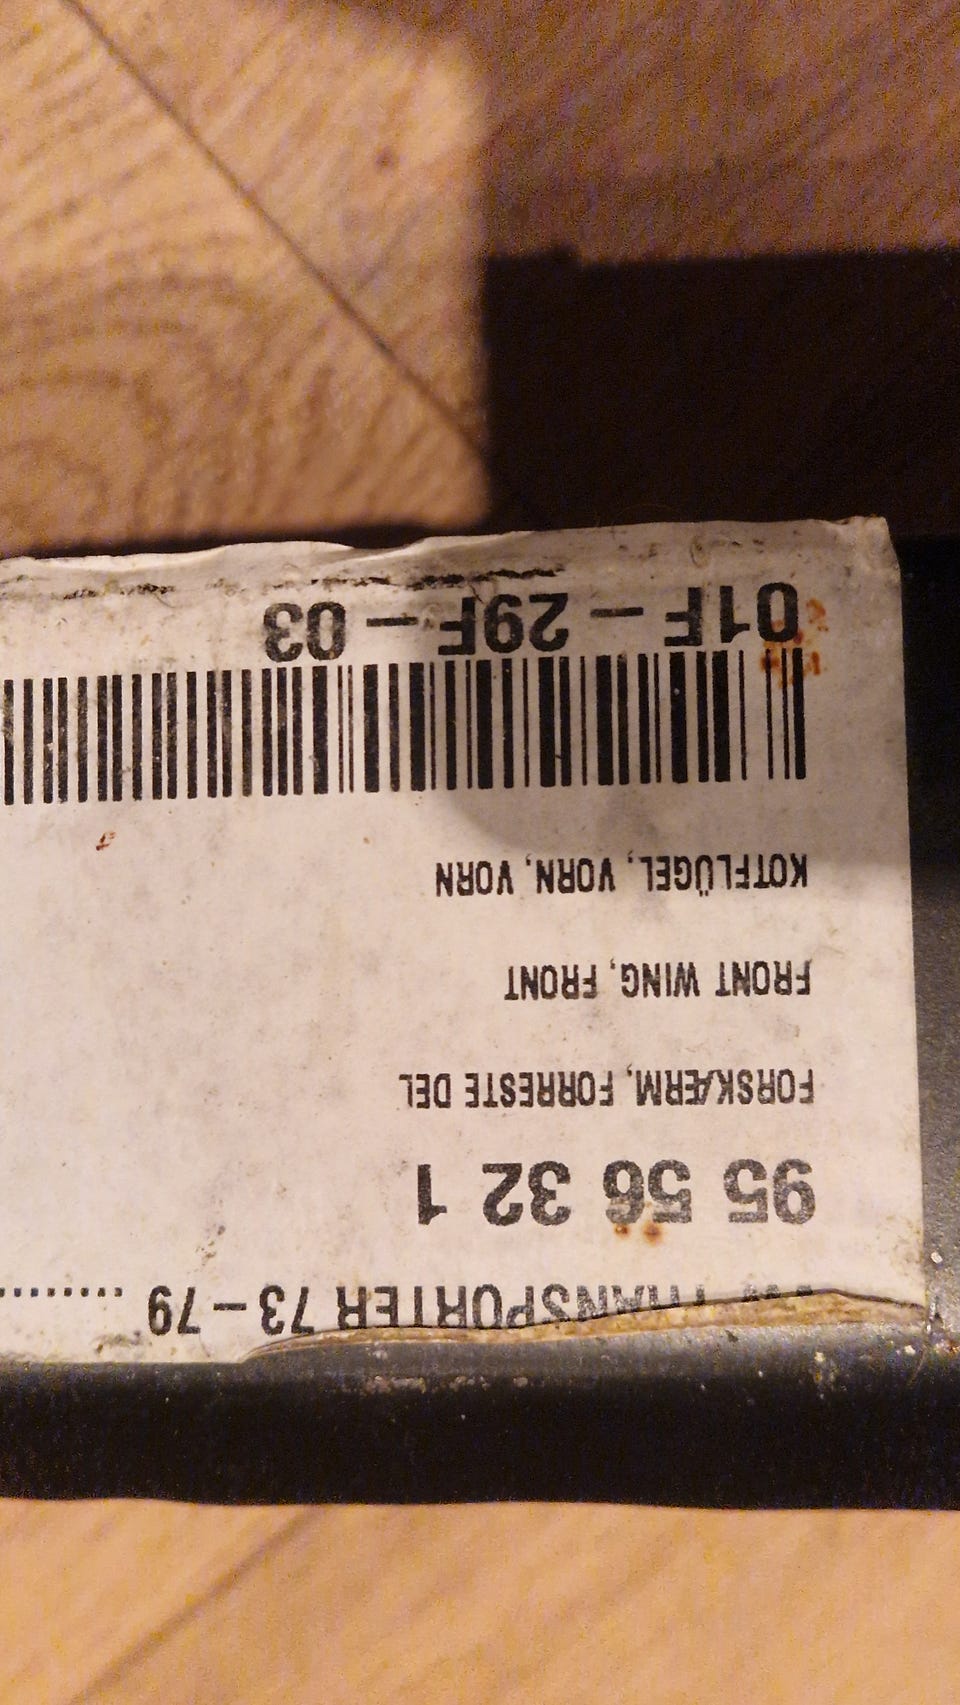 TRANSPORTER 73 – 79 ........
95 56 32 1
FORSKÆRM, FORRESTE DEL
FRONT WING, FRONT
KOTFLÜGEL, VORN, VORN
01F – 29F – 03